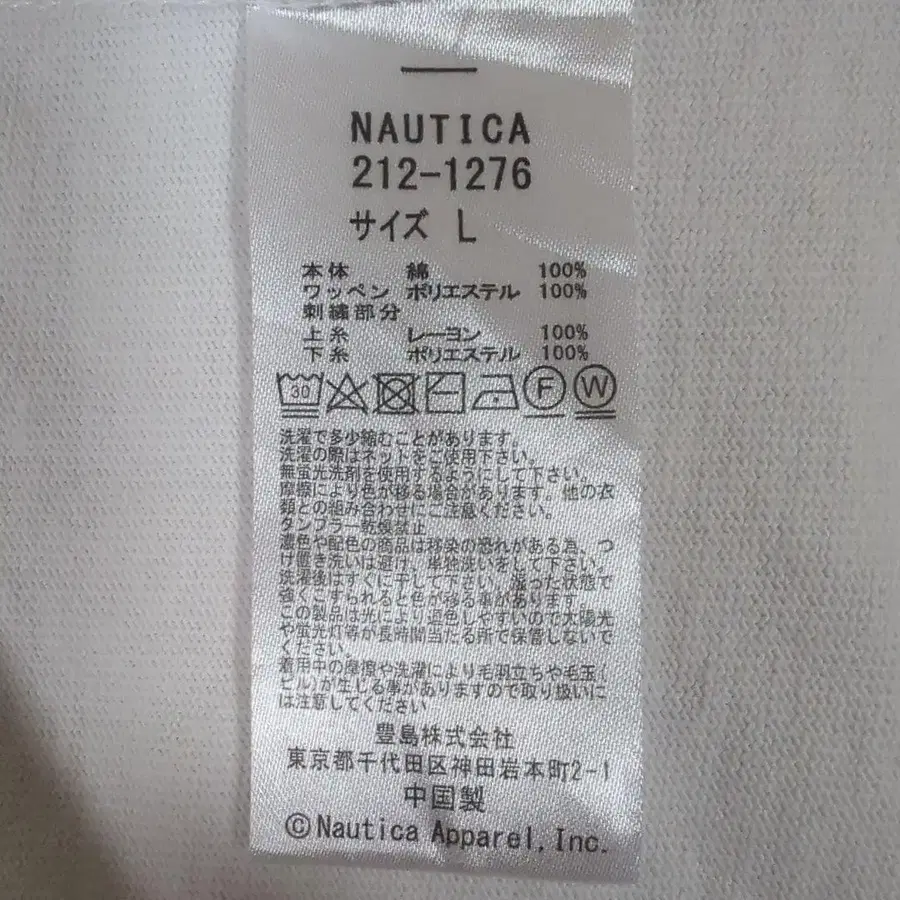 NAUTICA
212-1276
サイズ L
本体 綿 100%
ワッペン ポリエステル 100%
刺繍部分
上糸 レーヨン 100%
下糸 ポリエステル 100%
30 F W
洗濯で多少縮むことがあります。
洗濯の際はネットをご使用下さい。
無蛍光洗剤を使用するようにして下さい。
摩擦により色が移る場合があります。他の衣
類との組み合わせにご注意ください。
タンブラー乾燥禁止
濃色や配色の商品は移染の恐れがある為、つ
け置き洗いは避け、単独洗いをして下さい。
洗濯後はすぐに干して下さい。湿った状態で
強くこすられると色が移る事があります。
この製品は光により退色しやすいので太陽光
や蛍光灯等が長時間当たる所で保管しないで
ください。
着用中の摩擦や洗濯により毛羽立ちや毛玉(
ピル)が生じる事がありますので取り扱いに
は注意してください
豊島株式会社
東京都千代田区神田岩本町2-1
中国製
©Nautica Apparel, Inc.